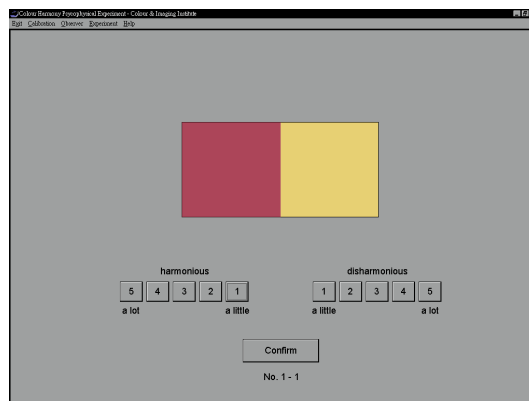 Colour Harmony Psycophysical Experiment - Colour & Imaging Institute
Exit Calibration Observer Experiment Help
harmonious disharmonious
5 4 3 2 1 1 2 3 4 5
a lot a little a little a lot
Confirm
No. 1 - 1